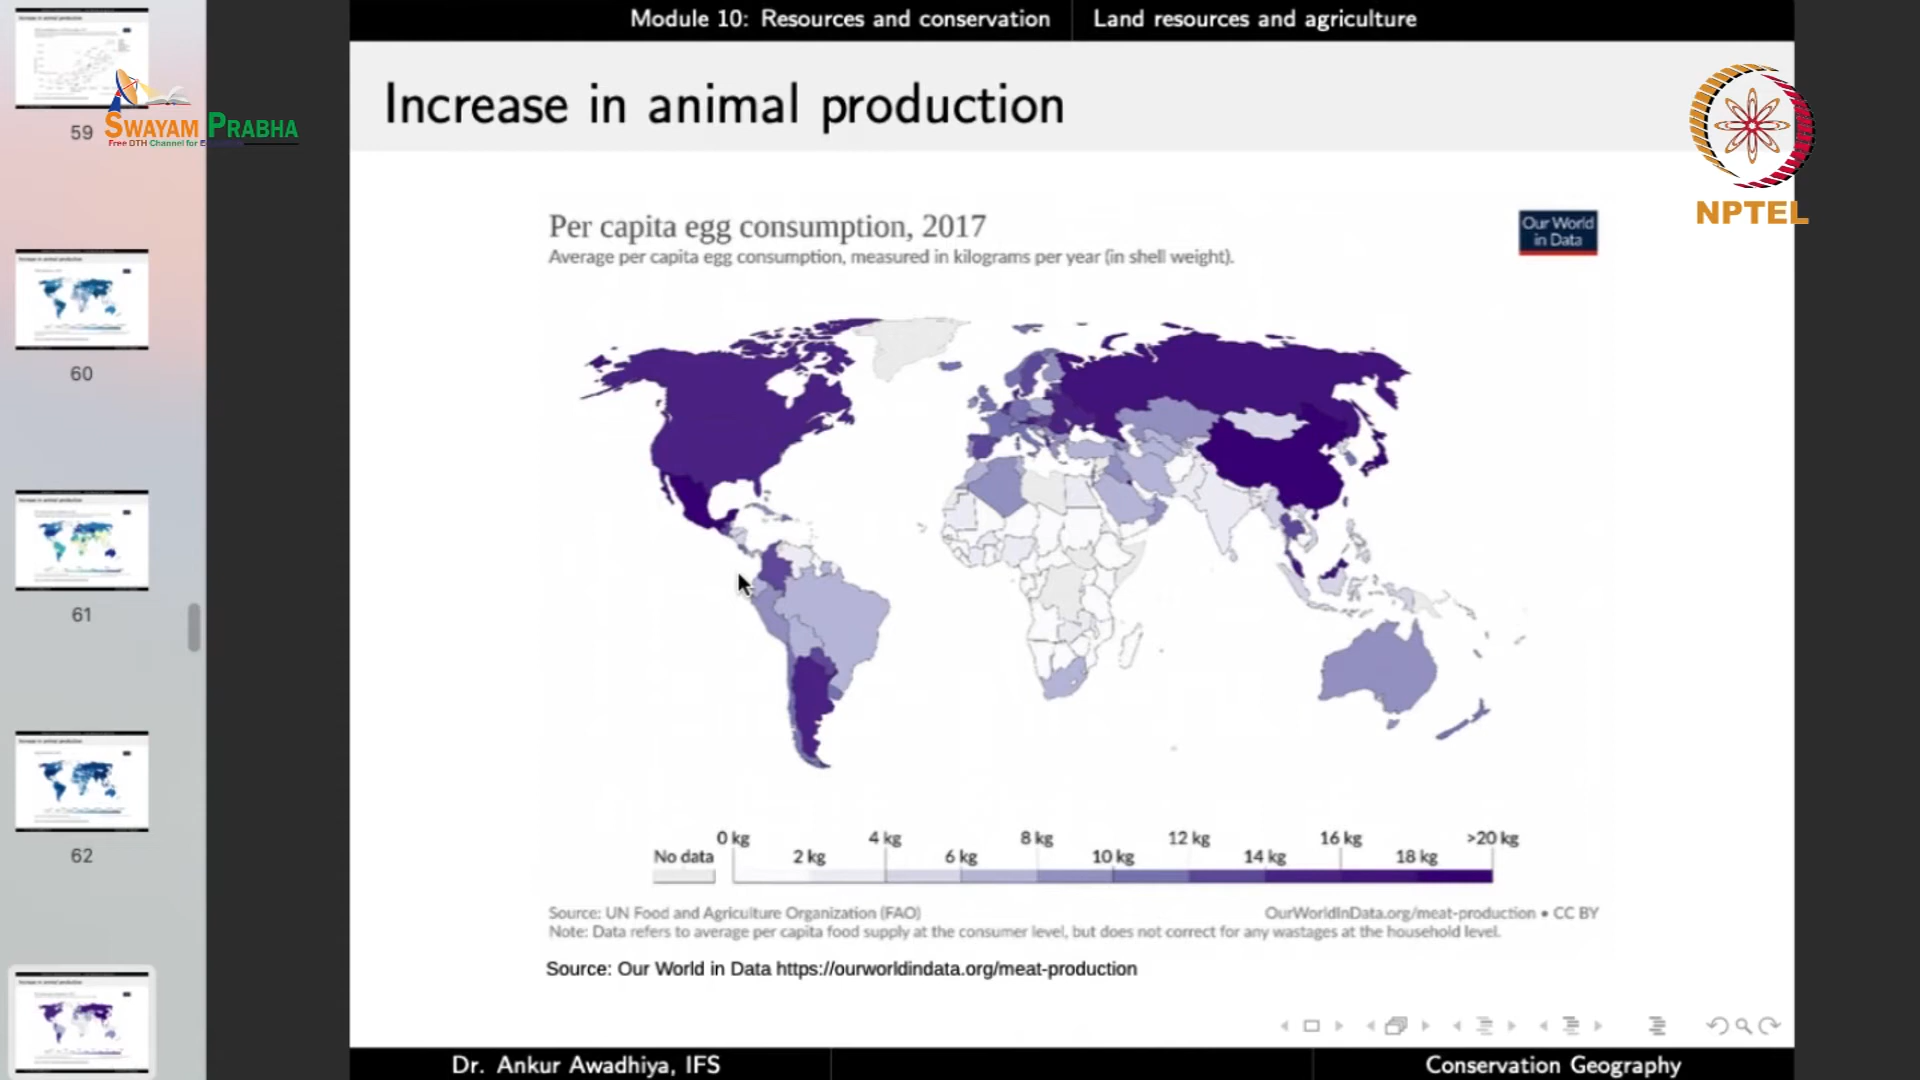 Module 10: Resources and conservation
Land resources and agriculture
Increase in animal production
59
SWAYAM PRABHA
Free DTH Channel for
NPTEL
Per capita egg consumption, 2017
Average per capita egg consumption, measured in kilograms per year (in shell weight).
Our World
in Data
60
61
62
No data
0 kg
2 kg
4 kg
6 kg
8 kg
10 kg
12 kg
14 kg
16 kg
18 kg
>20 kg
Source: UN Food and Agriculture Organization (FAO)
OurWorldInData.org/meat-production • CC BY
Note: Data refers to average per capita food supply at the consumer level, but does not correct for any wastages at the household level.
Source: Our World in Data https://ourworldindata.org/meat-production
Dr. Ankur Awadhiya, IFS
Conservation Geography